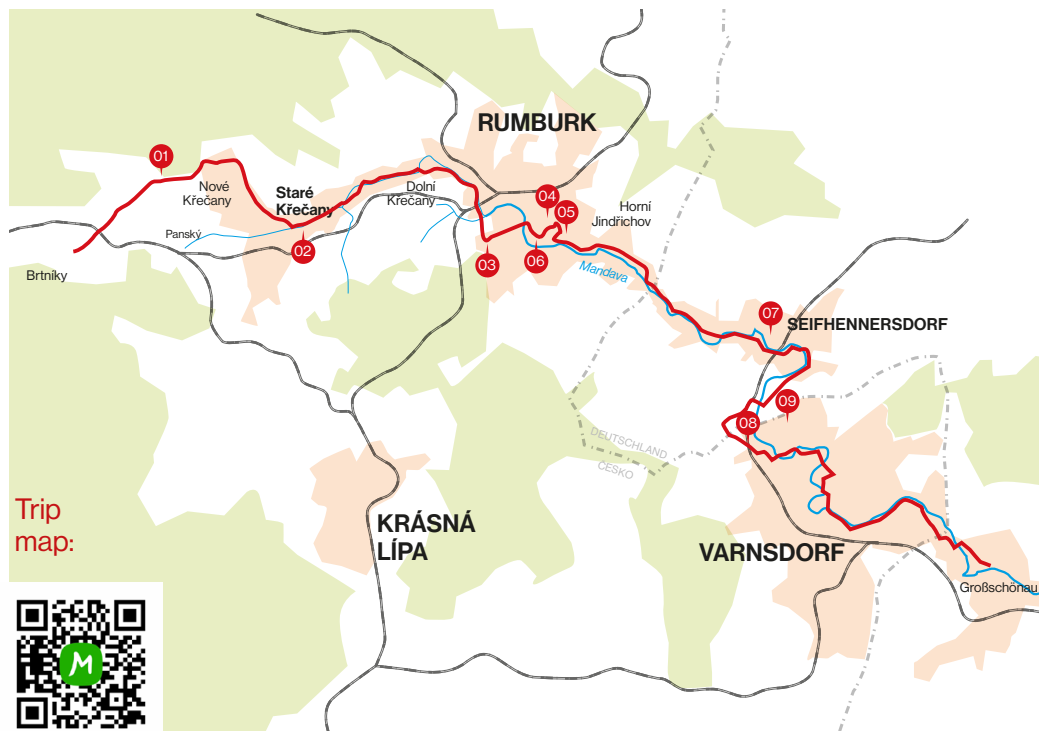 RUMBURK
01
04
Nové
Křečany
Staré
Křečany
Dolní
Křečany
05
Horní
Jindřichov
Panský
02
03
06
Brtníky
Mandava
07
SEIFHENNERSDORF
09
08
DEUTSCHLAND
ČESKO
Trip
map:
KRÁSNÁ
LÍPA
VARNSDORF
Großschönau
M